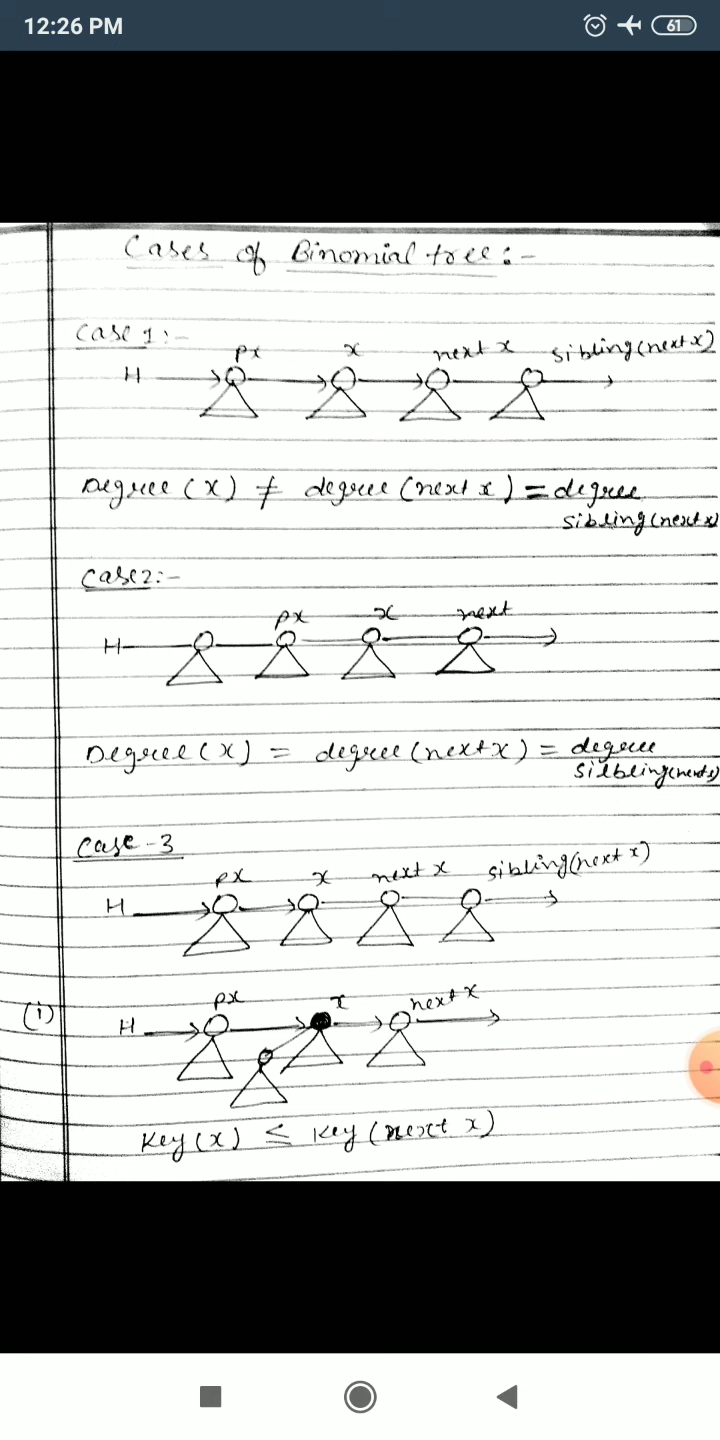 12:26 PM
61
Cases of Binomial tree:-
Case 1:-
px x next x sibling(next x)
H
Degree (x) ≠ degree (next x) = degree
sibling(next x)
Case2:-
px x next
H
Degree (x) = degree (next x) = degree
Silbling(next x)
Case -3
px x next x sibling(next x)
H
px x next x
(i) H
Key (x) ≤ Key (next x)